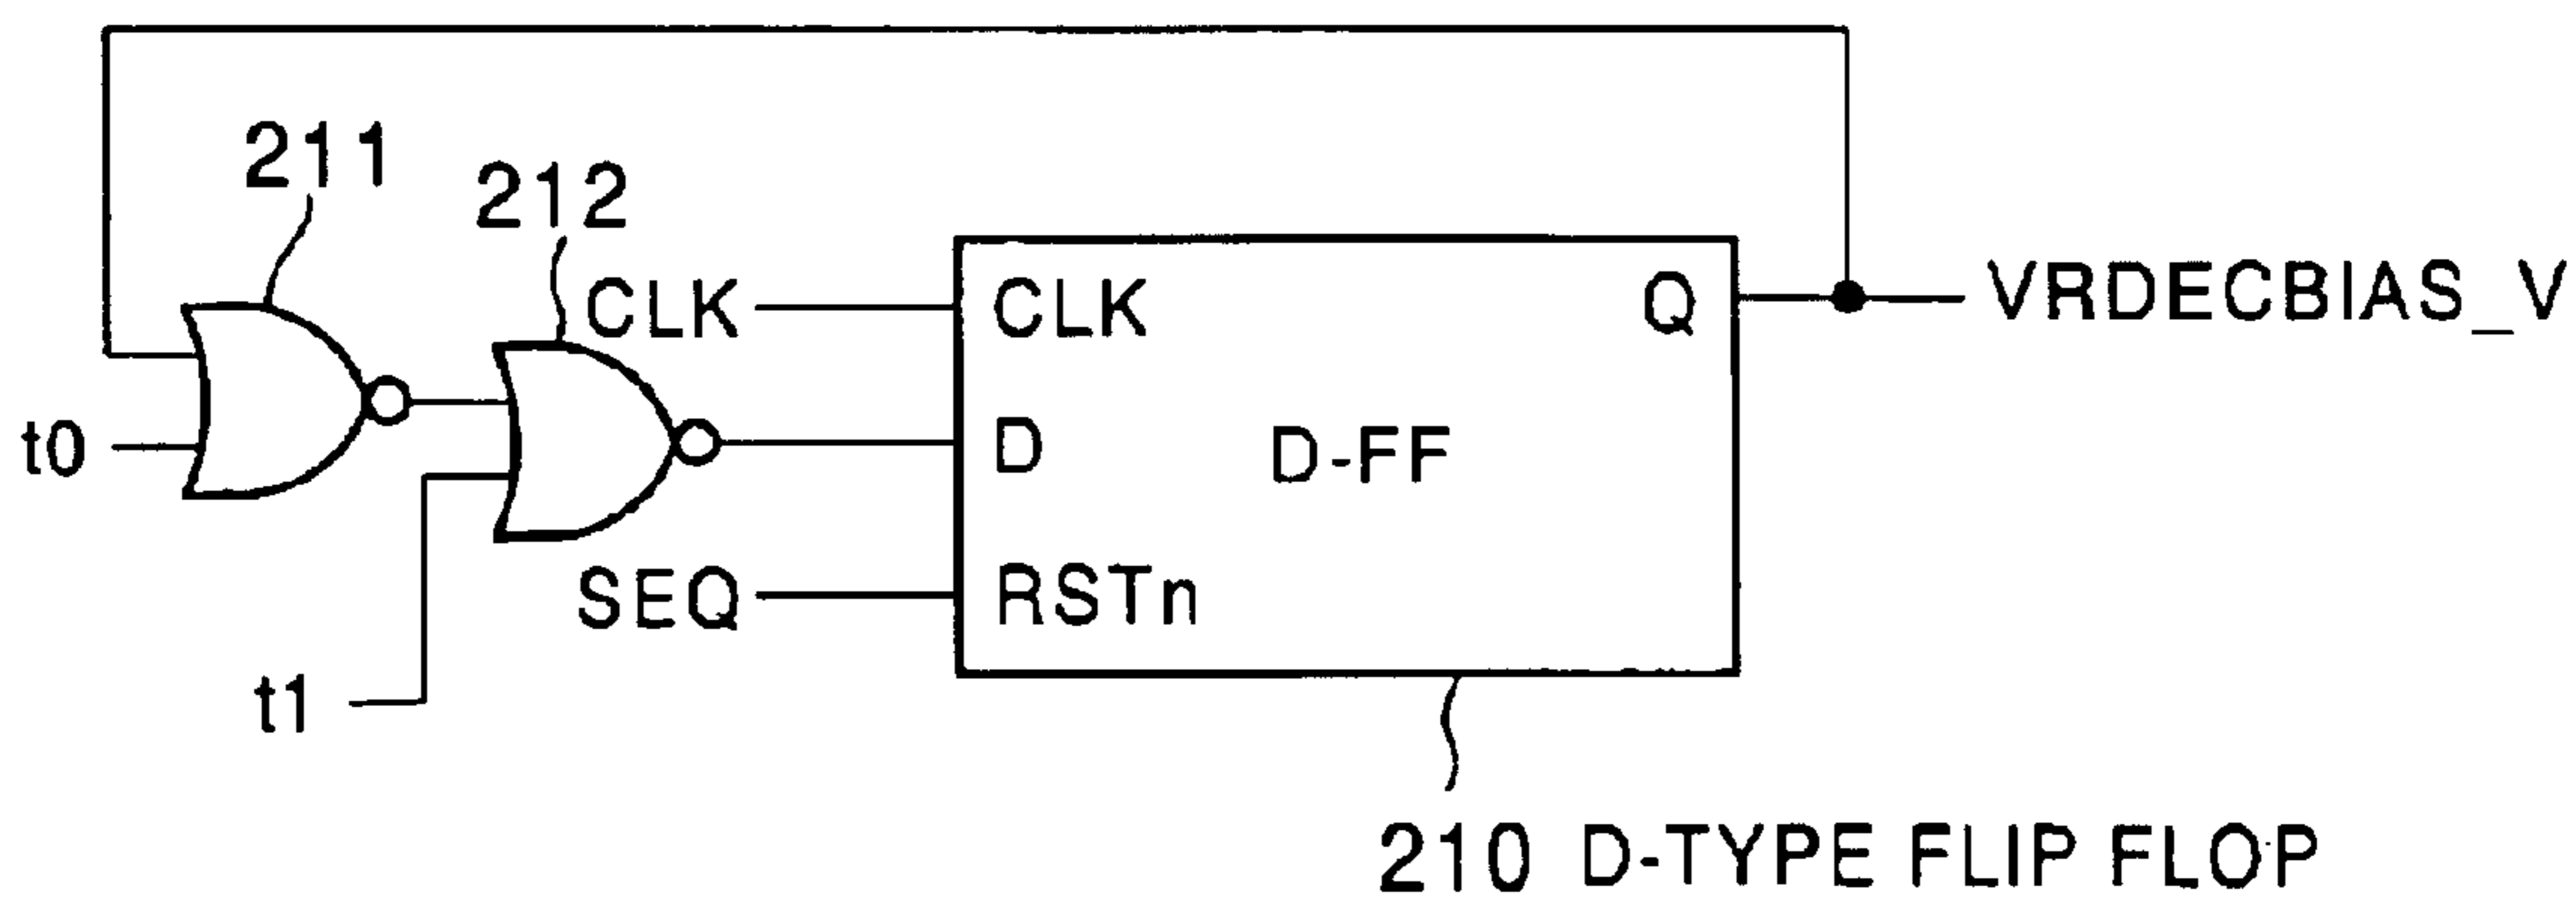 211
212
CLK
CLK
Q
VRDECBIAS_V
t0
D
D-FF
SEQ
RSTn
t1
210 D-TYPE FLIP FLOP